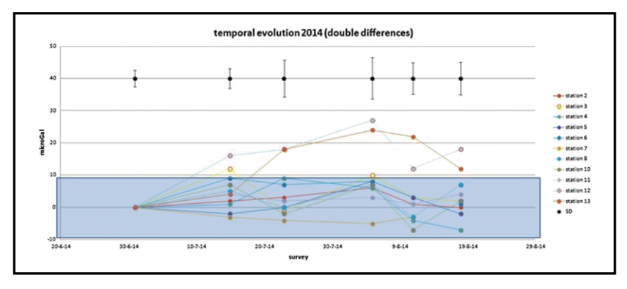 temporal evolution 2014 (double differences)
50
40
30
20
10
0
-10
microGal
20-6-14 30-6-14 10-7-14 20-7-14 30-7-14 9-8-14 19-8-14 29-8-14
survey
station 2
station 3
station 4
station 5
station 6
station 7
station 8
station 10
station 11
station 12
station 13
SD